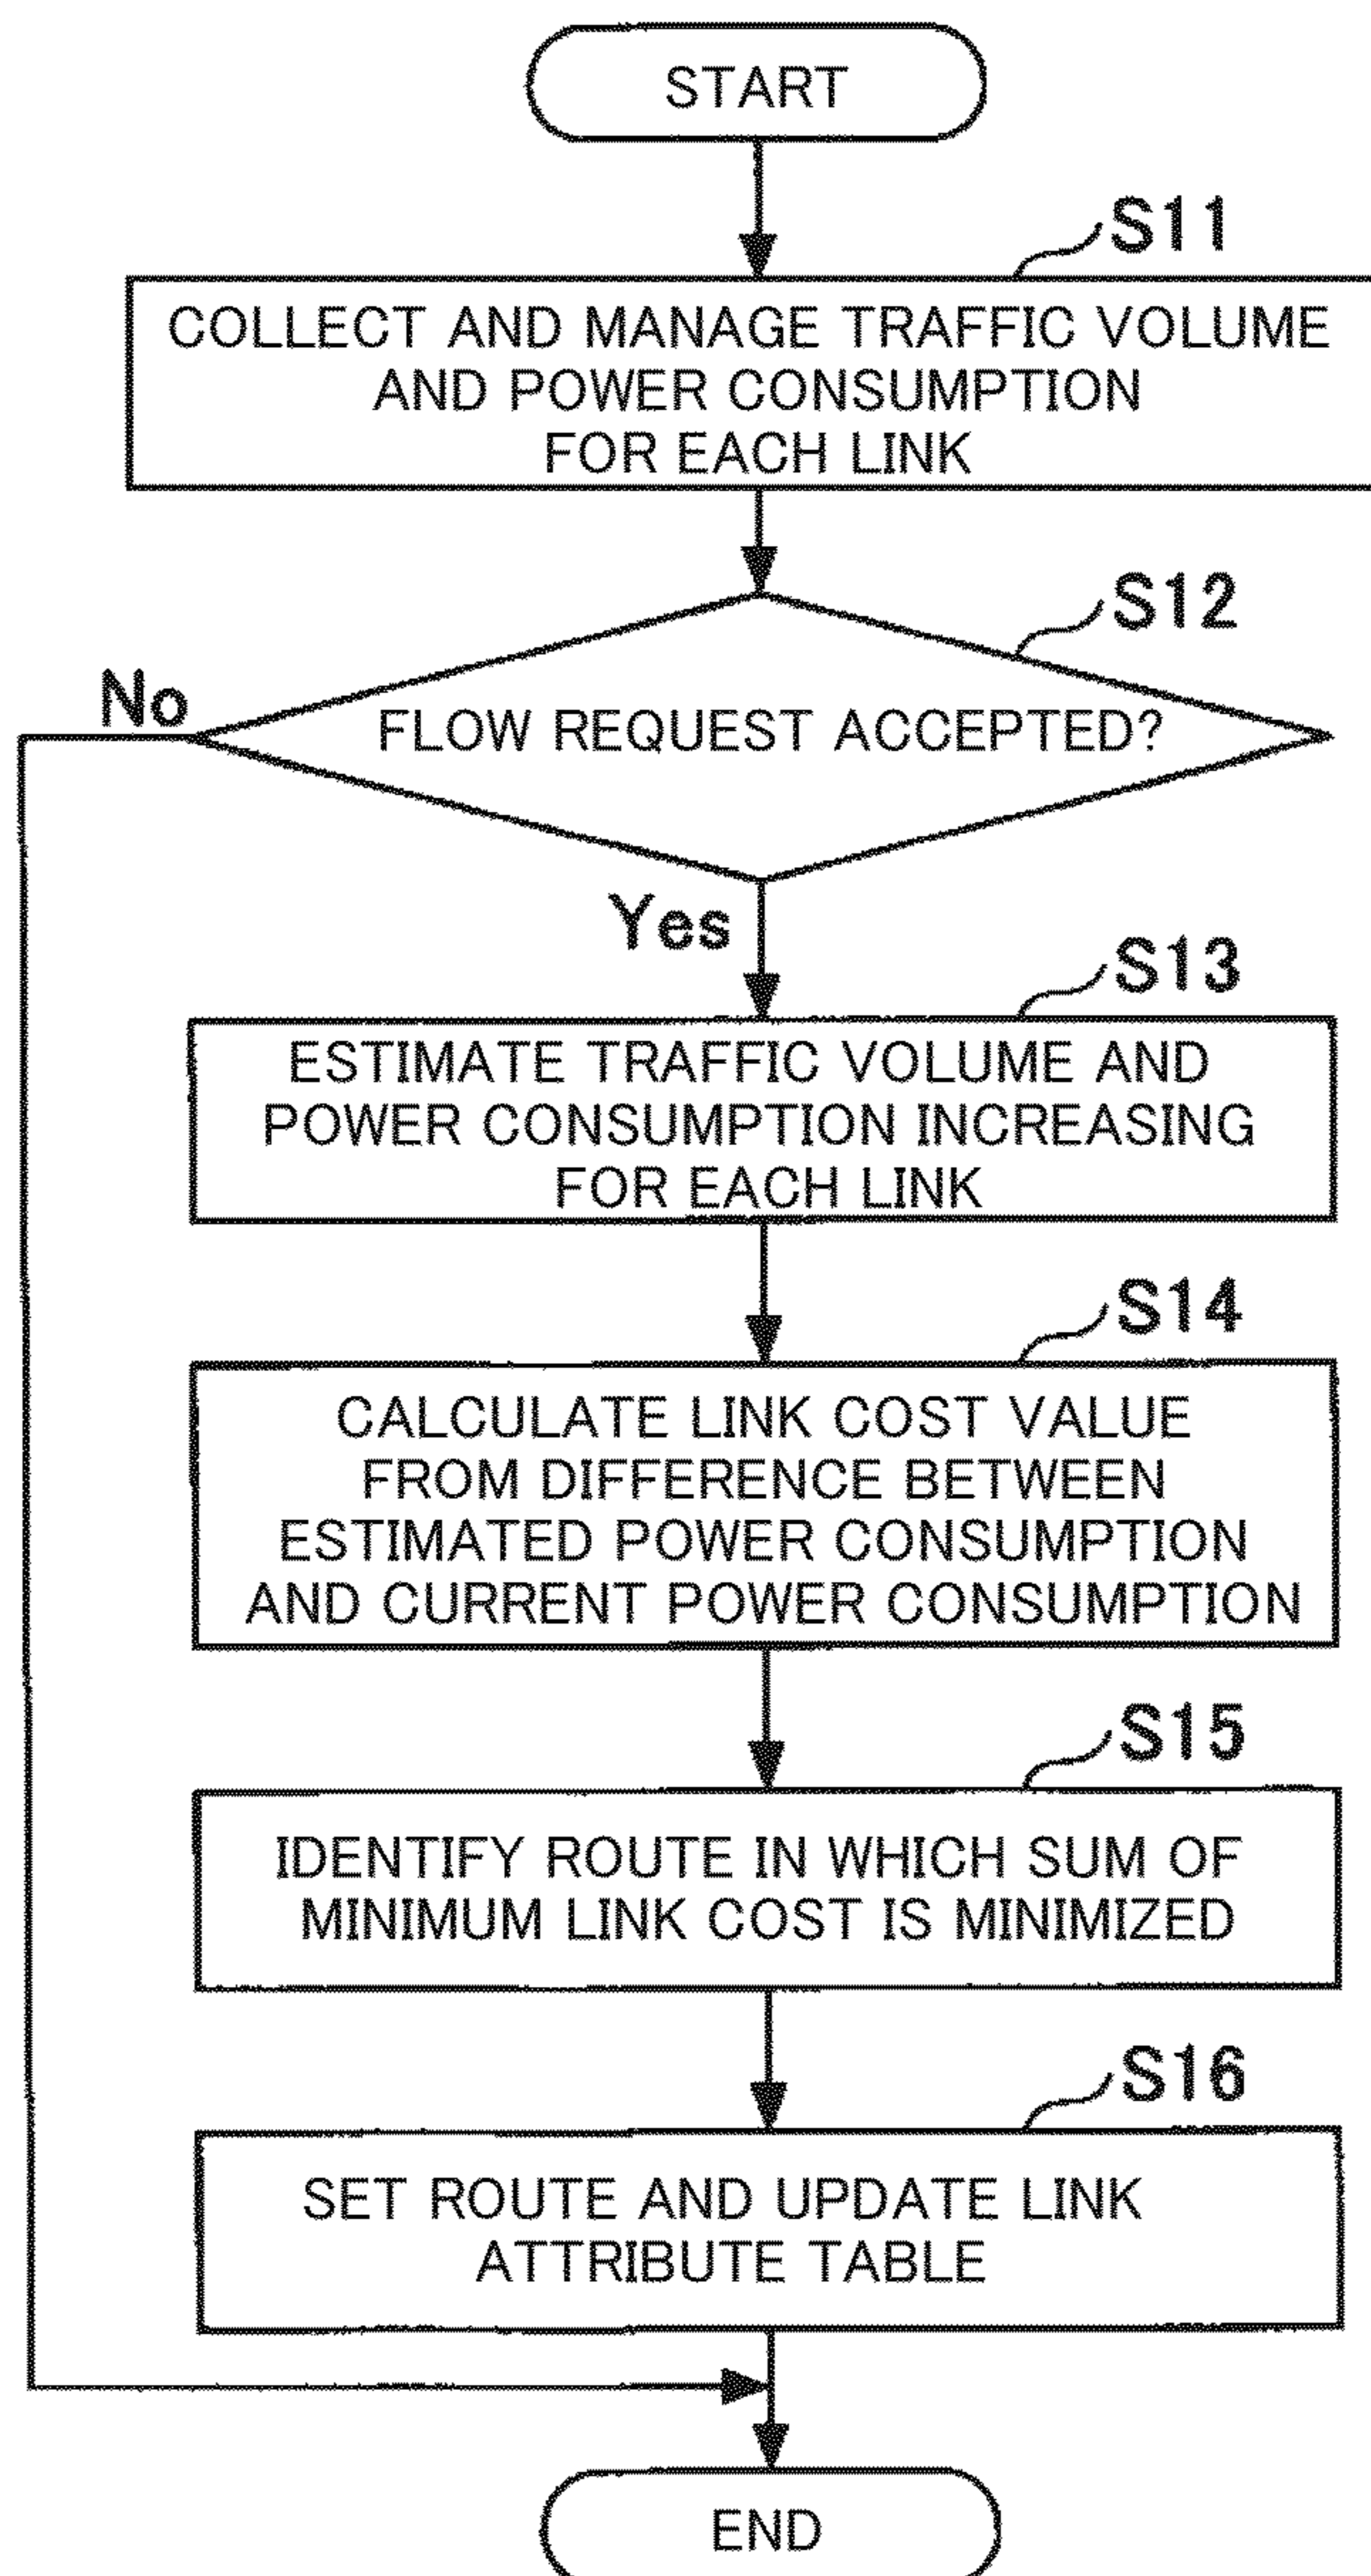 START
S11
COLLECT AND MANAGE TRAFFIC VOLUME
AND POWER CONSUMPTION
FOR EACH LINK
S12
No
FLOW REQUEST ACCEPTED?
Yes
S13
ESTIMATE TRAFFIC VOLUME AND
POWER CONSUMPTION INCREASING
FOR EACH LINK
S14
CALCULATE LINK COST VALUE
FROM DIFFERENCE BETWEEN
ESTIMATED POWER CONSUMPTION
AND CURRENT POWER CONSUMPTION
S15
IDENTIFY ROUTE IN WHICH SUM OF
MINIMUM LINK COST IS MINIMIZED
S16
SET ROUTE AND UPDATE LINK
ATTRIBUTE TABLE
END